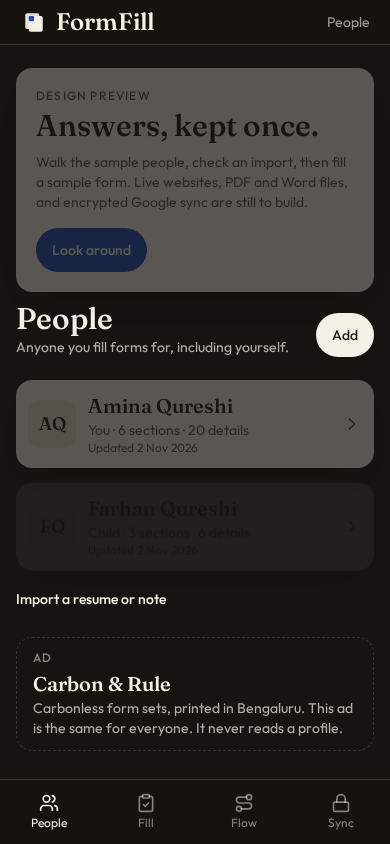 FormFill
People
DESIGN PREVIEW
Answers, kept once.
Walk the sample people, check an import, then fill
a sample form. Live websites, PDF and Word files,
and encrypted Google sync are still to build.
Look around
People
Anyone you fill forms for, including yourself.
Add
AQ
Amina Qureshi
You · 6 sections · 20 details
Updated 2 Nov 2026
FQ
Farhan Qureshi
Child · 3 sections · 6 details
Updated 2 Nov 2026
Import a resume or note
AD
Carbon & Rule
Carbonless form sets, printed in Bengaluru. This ad
is the same for everyone. It never reads a profile.
People
Fill
Flow
Sync